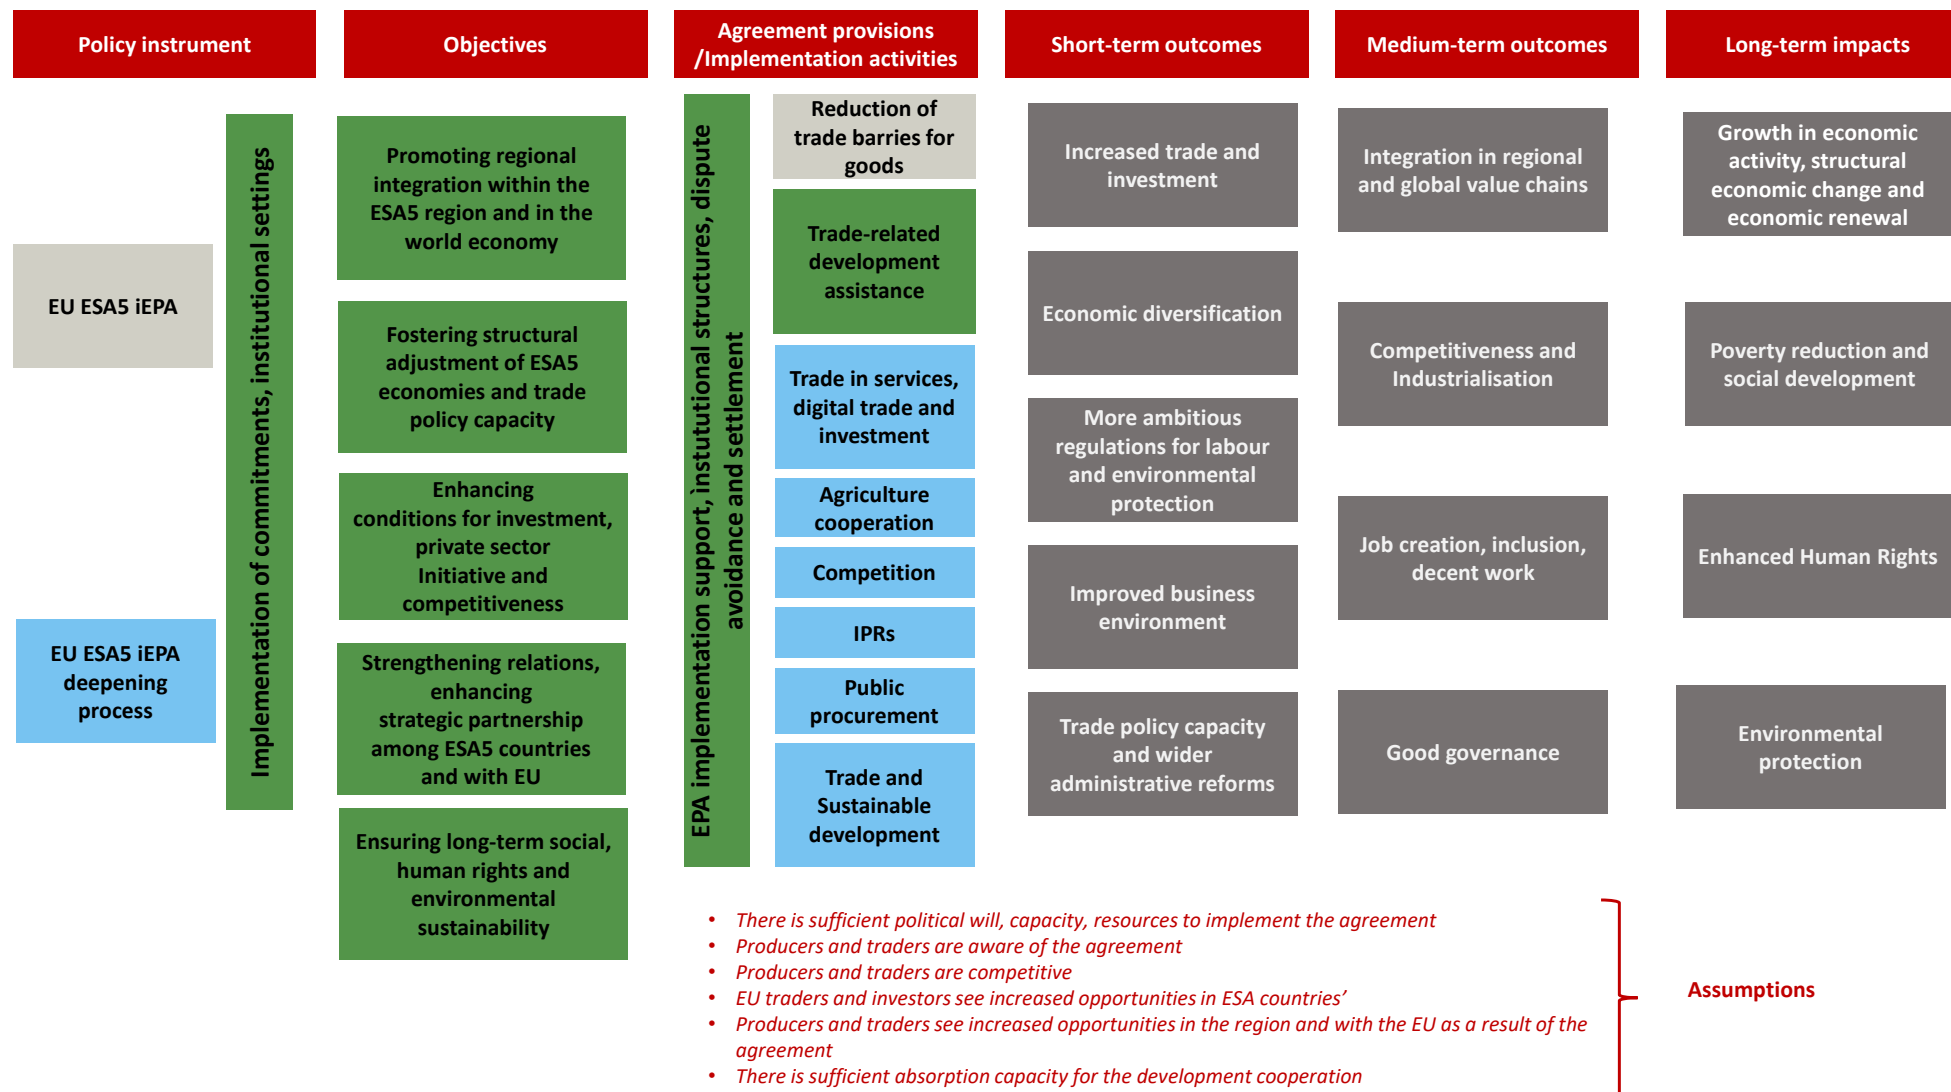 Policy instrument
Objectives
Agreement provisions
/Implementation activities
Short-term outcomes
Medium-term outcomes
Long-term impacts
EU ESA5 iEPA
EU ESA5 iEPA
deepening
process
Implementation of commitments, institutional settings
Promoting regional
integration within the
ESA5 region and in the
world economy
Fostering structural
adjustment of ESA5
economies and trade
policy capacity
Enhancing
conditions for investment,
private sector
Initiative and
competitiveness
Strengthening relations,
enhancing
strategic partnership
among ESA5 countries
and with EU
Ensuring long-term social,
human rights and
environmental
sustainability
EPA implementation support, ìnstututional structures, dispute
avoidance and settlement
Reduction of
trade barries for
goods
Trade-related
development
assistance
Trade in services,
digital trade and
investment
Agriculture
cooperation
Competition
IPRs
Public
procurement
Trade and
Sustainable
development
Increased trade and
investment
Economic diversification
More ambitious
regulations for labour
and environmental
protection
Improved business
environment
Trade policy capacity
and wider
administrative reforms
Integration in regional
and global value chains
Competitiveness and
Industrialisation
Job creation, inclusion,
decent work
Good governance
Growth in economic
activity, structural
economic change and
economic renewal
Poverty reduction and
social development
Enhanced Human Rights
Environmental
protection
• There is sufficient political will, capacity, resources to implement the agreement
• Producers and traders are aware of the agreement
• Producers and traders are competitive
• EU traders and investors see increased opportunities in ESA countries’
• Producers and traders see increased opportunities in the region and with the EU as a result of the
agreement
• There is sufficient absorption capacity for the development cooperation
Assumptions